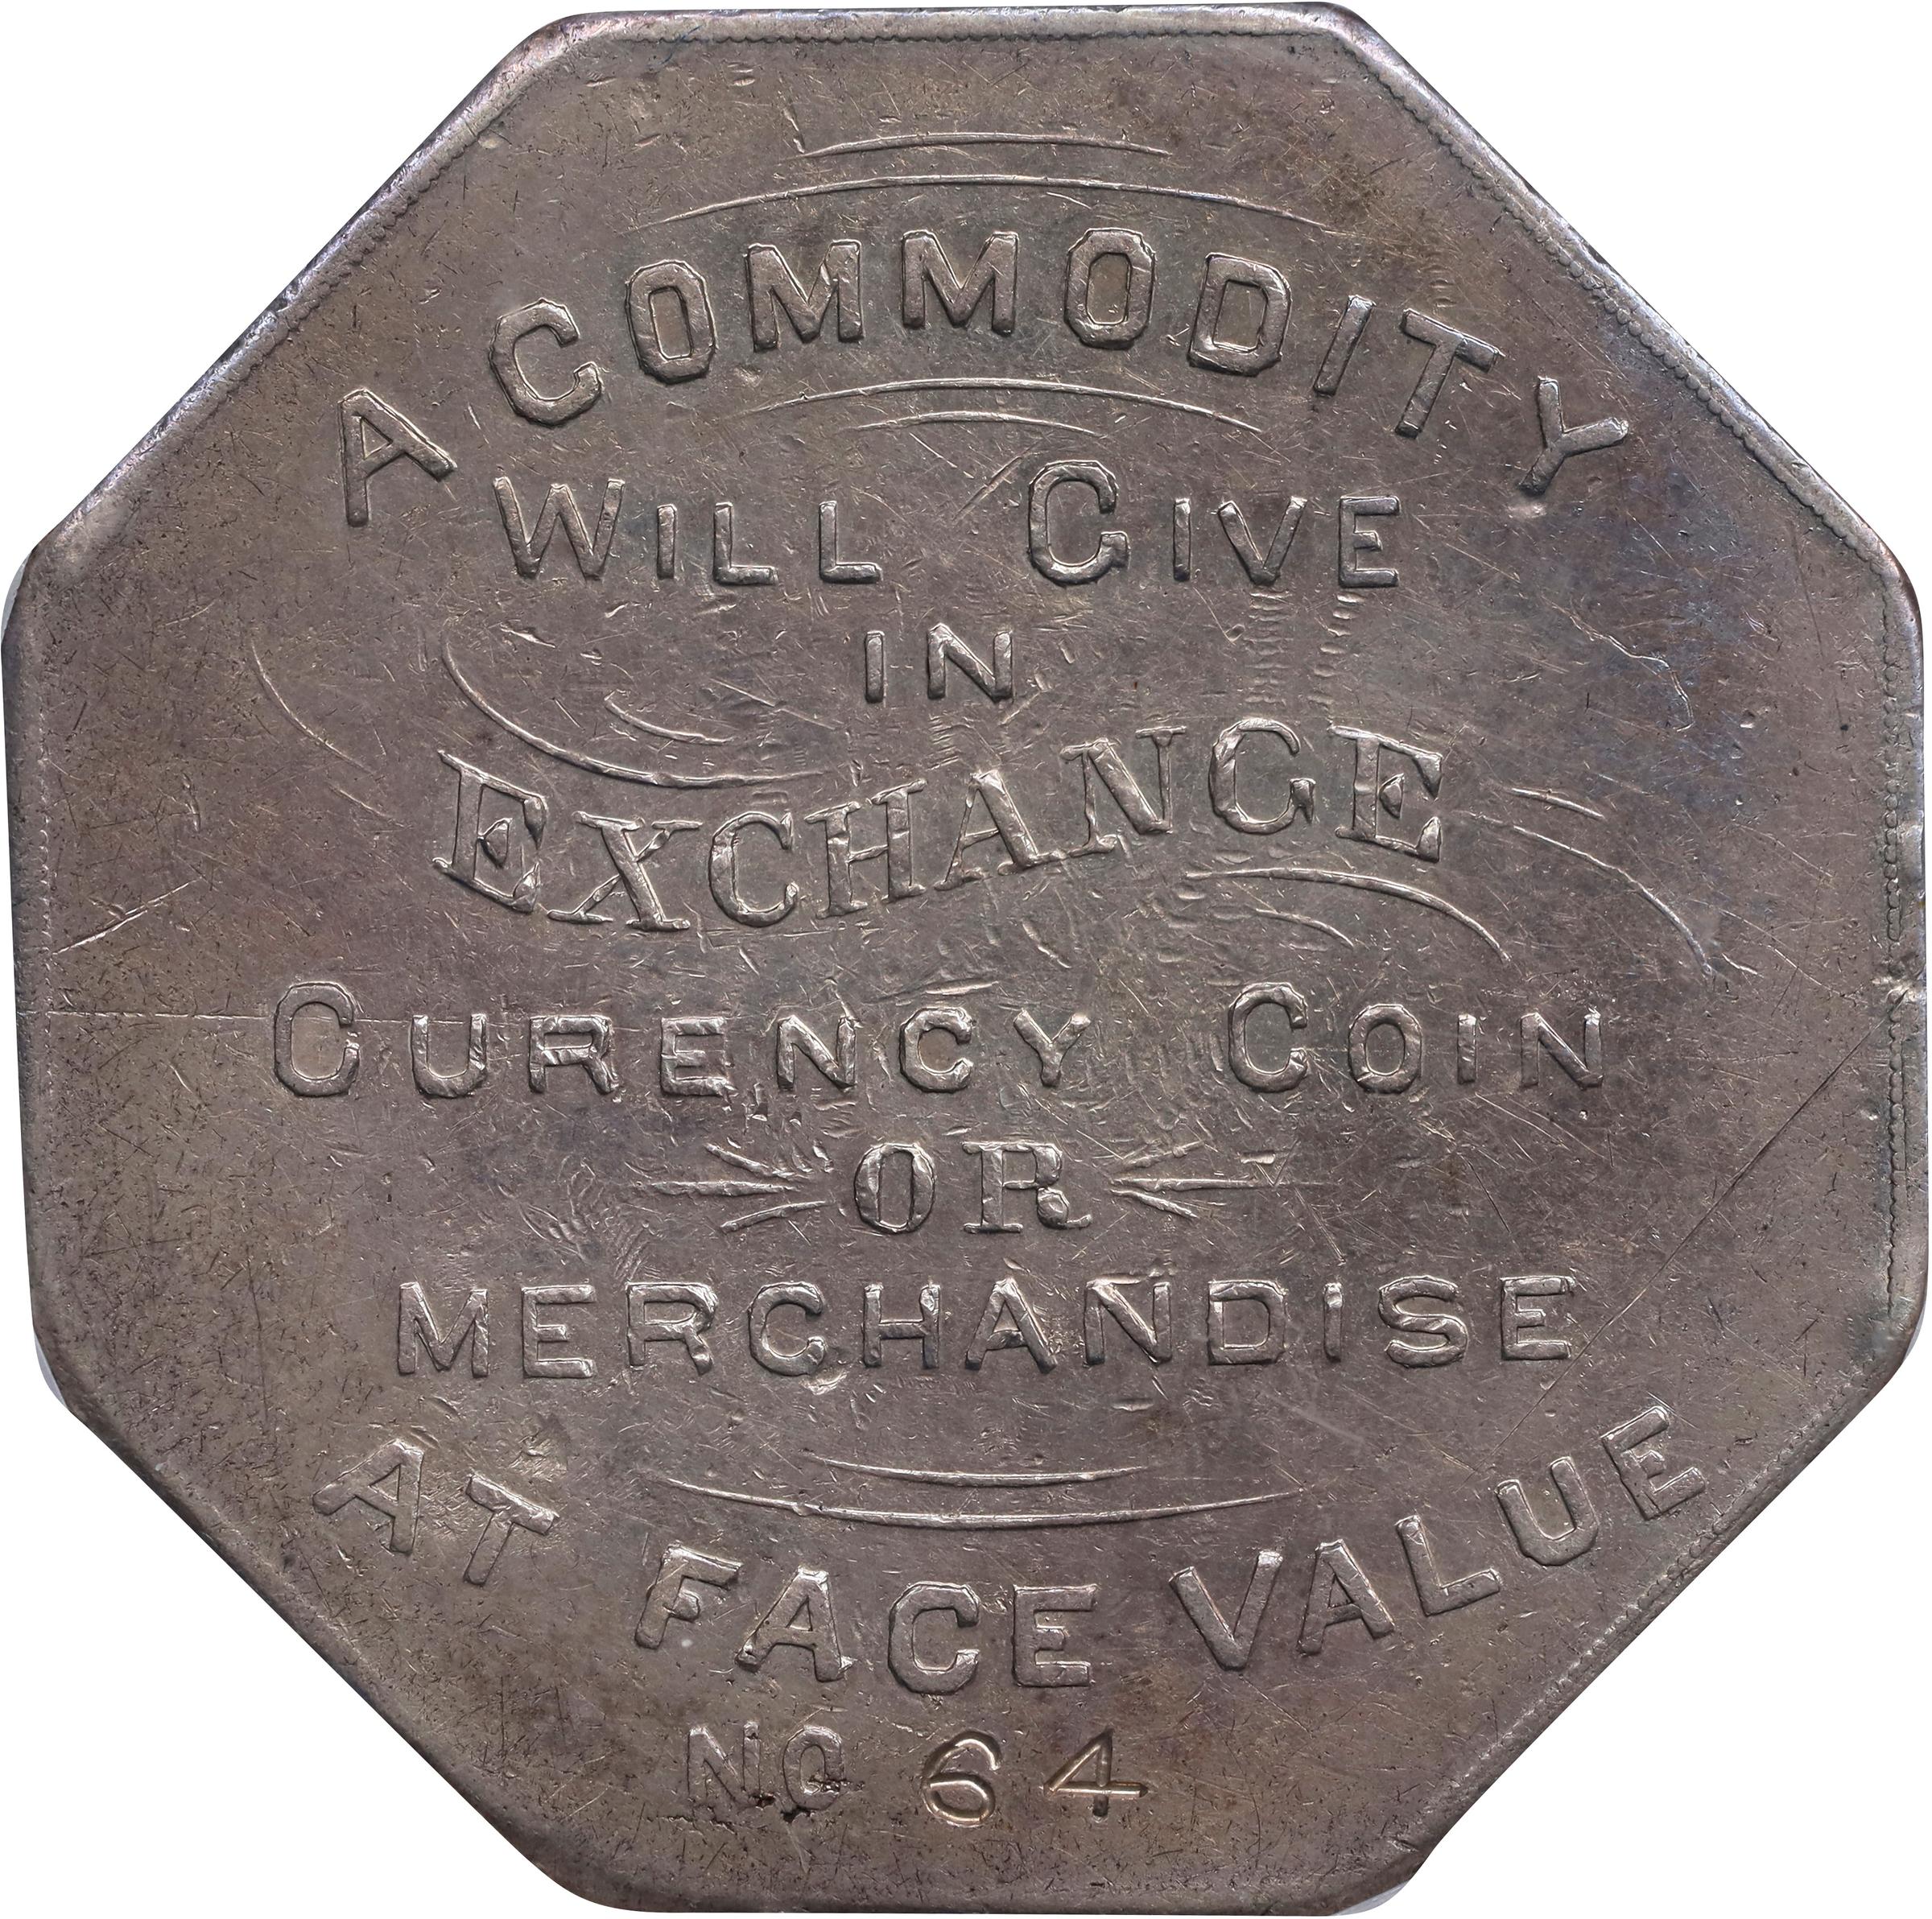 A COMMODITY
WILL GIVE
IN
EXCHANGE
CURENCY COIN
OR
MERCHANDISE
AT FACE VALUE
NO 64